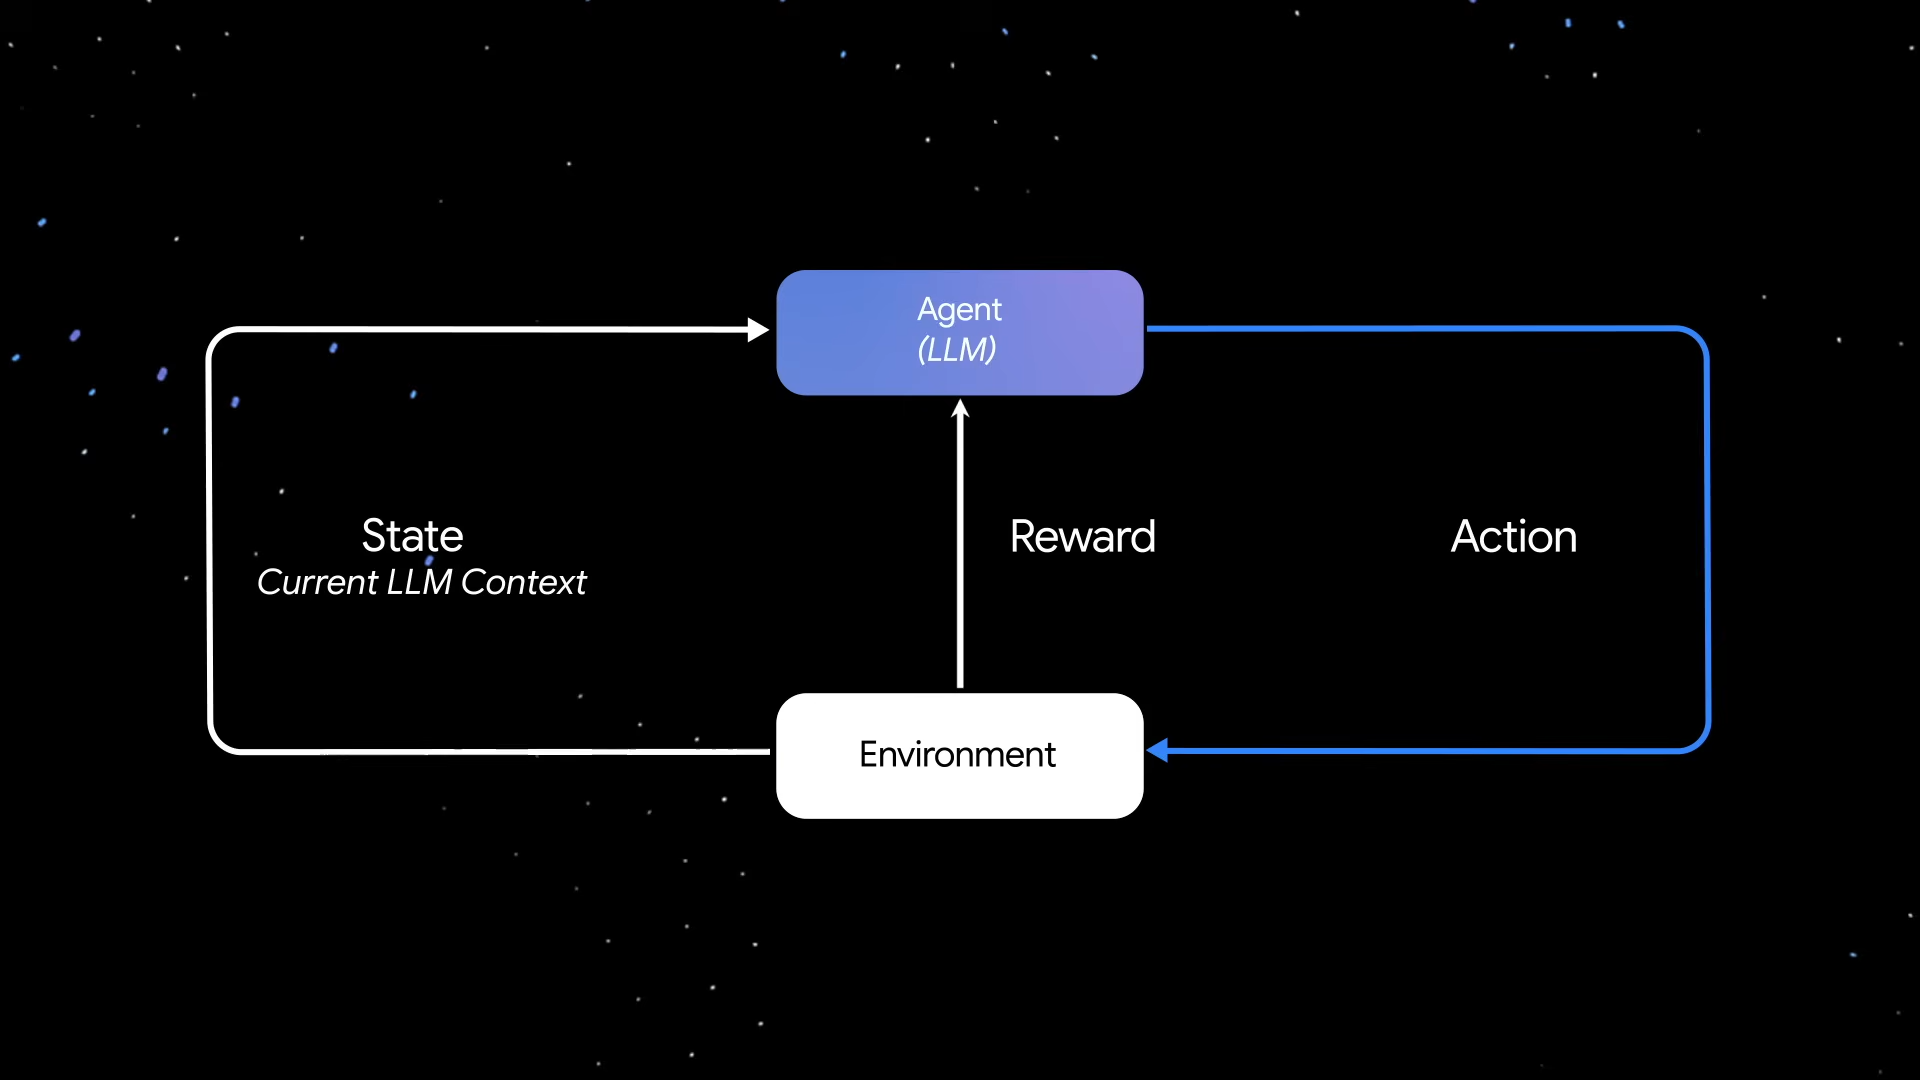 Agent
(LLM)
State
Current LLM Context
Reward
Action
Environment